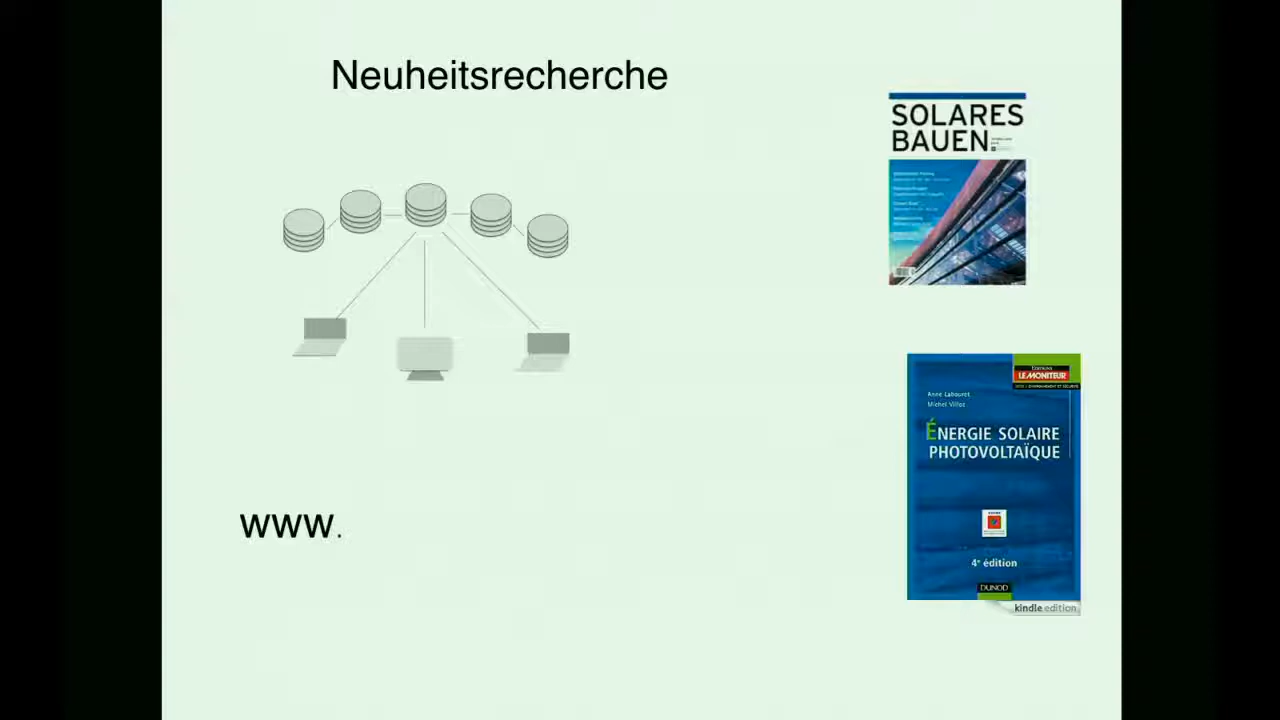 Neuheitsrecherche
SOLARES
BAUEN
ÉDITIONS
LE MONITEUR
Anne Labouret
Michel Villoz
ÉNERGIE SOLAIRE
PHOTOVOLTAÏQUE
www.
4e édition
DUNOD
kindle edition